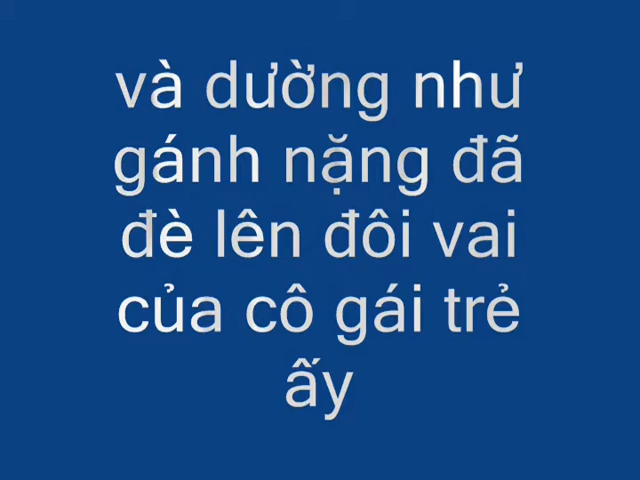 và dường như
gánh nặng đã
đè lên đôi vai
của cô gái trẻ
ấy